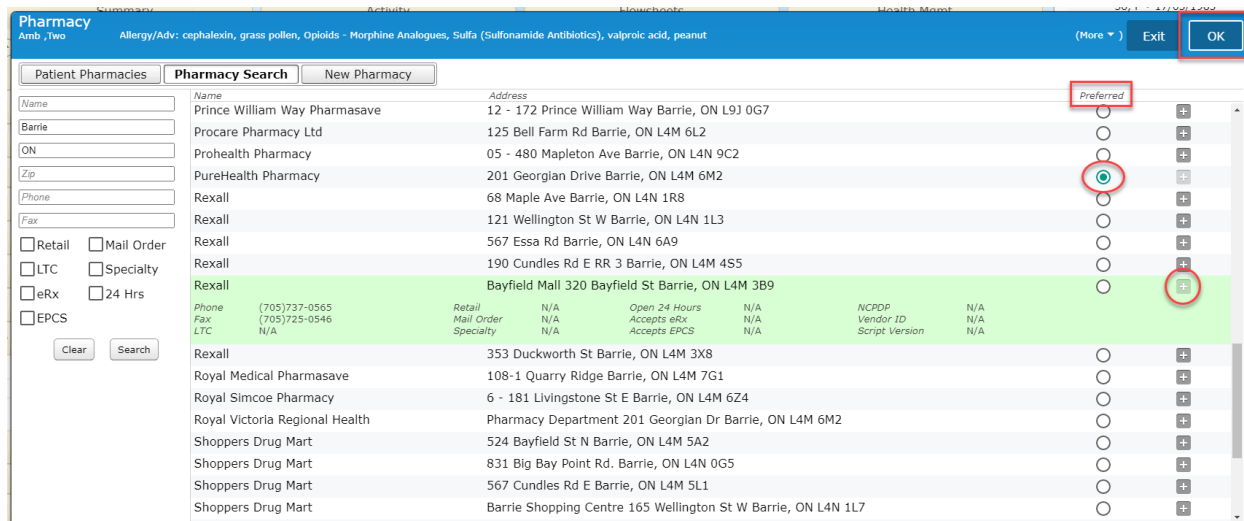 Summary Activity Flowsheets Health Mgmt
Pharmacy
Amb ,Two Allergy/Adv: cephalexin, grass pollen, Opioids - Morphine Analogues, Sulfa (Sulfonamide Antibiotics), valproic acid, peanut (More ▼ ) Exit OK
Patient Pharmacies Pharmacy Search New Pharmacy
Name
Barrie
ON
Zip
Phone
Fax
Retail Mail Order
LTC Specialty
eRx 24 Hrs
EPCS
Clear Search
Name Address Preferred
Prince William Way Pharmasave 12 - 172 Prince William Way Barrie, ON L9J 0G7
Procare Pharmacy Ltd 125 Bell Farm Rd Barrie, ON L4M 6L2
Prohealth Pharmacy 05 - 480 Mapleton Ave Barrie, ON L4N 9C2
PureHealth Pharmacy 201 Georgian Drive Barrie, ON L4M 6M2
Rexall 68 Maple Ave Barrie, ON L4N 1R8
Rexall 121 Wellington St W Barrie, ON L4N 1L3
Rexall 567 Essa Rd Barrie, ON L4N 6A9
Rexall 190 Cundles Rd E RR 3 Barrie, ON L4M 4S5
Rexall Bayfield Mall 320 Bayfield St Barrie, ON L4M 3B9
Phone (705)737-0565 Retail N/A Open 24 Hours N/A NCPDP N/A
Fax (705)725-0546 Mail Order N/A Accepts eRx N/A Vendor ID N/A
LTC N/A Specialty N/A Accepts EPCS N/A Script Version N/A
Rexall 353 Duckworth St Barrie, ON L4M 3X8
Royal Medical Pharmasave 108-1 Quarry Ridge Barrie, ON L4M 7G1
Royal Simcoe Pharmacy 6 - 181 Livingstone St E Barrie, ON L4M 6Z4
Royal Victoria Regional Health Pharmacy Department 201 Georgian Dr Barrie, ON L4M 6M2
Shoppers Drug Mart 524 Bayfield St N Barrie, ON L4M 5A2
Shoppers Drug Mart 831 Big Bay Point Rd. Barrie, ON L4N 0G5
Shoppers Drug Mart 567 Cundles Rd E Barrie, ON L4M 5L1
Shoppers Drug Mart Barrie Shopping Centre 165 Wellington St W Barrie, ON L4N 1L7